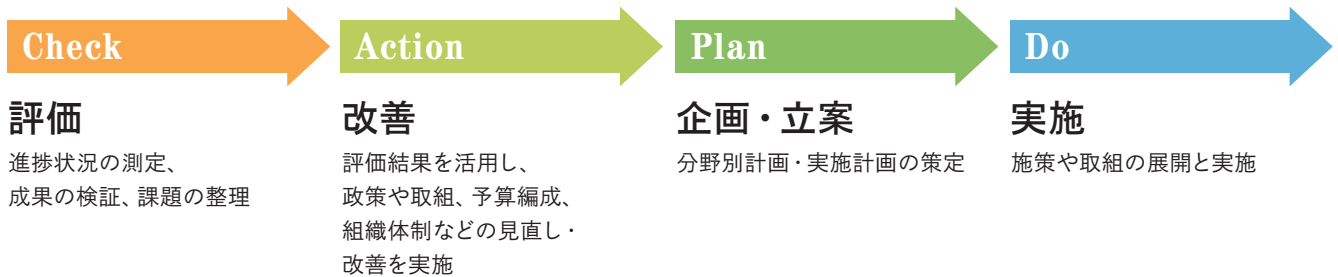 Check
評価
進捗状況の測定、
成果の検証、課題の整理
Action
改善
評価結果を活用し、
政策や取組、予算編成、
組織体制などの見直し・
改善を実施
Plan
企画・立案
分野別計画・実施計画の策定
Do
実施
施策や取組の展開と実施